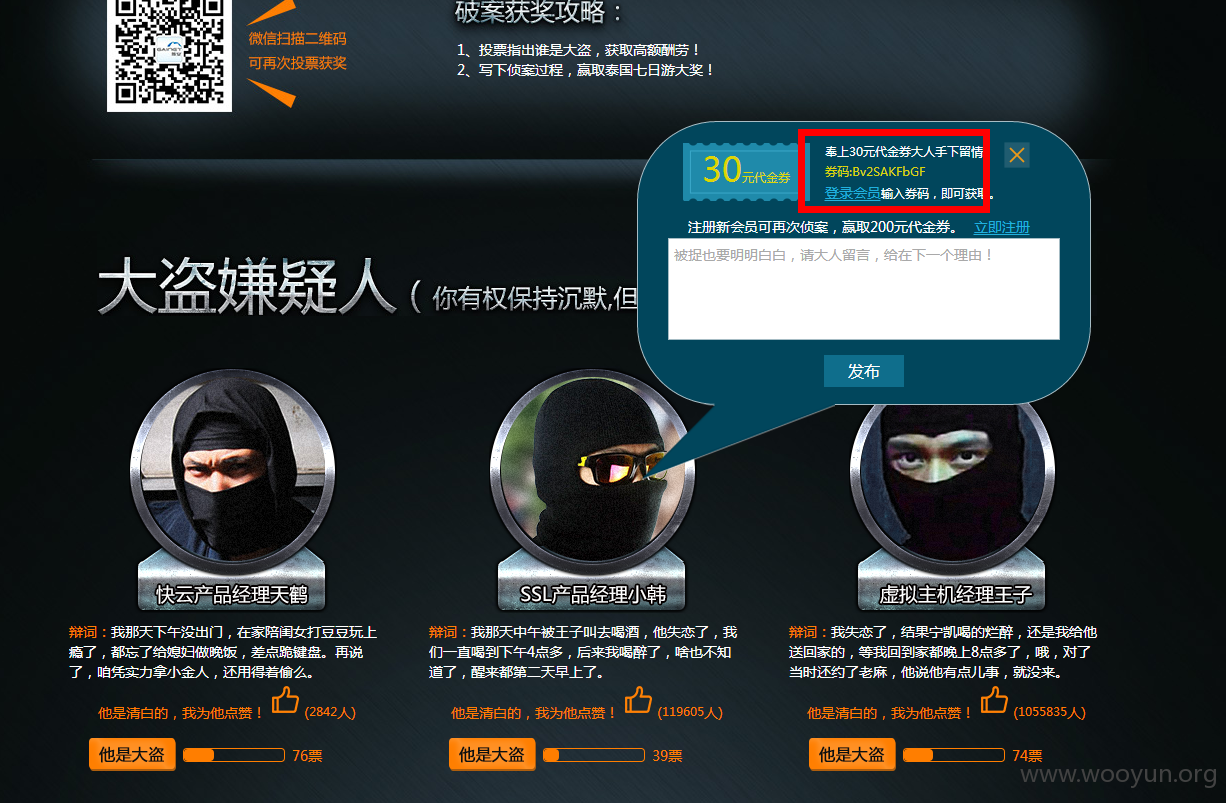 破案获奖攻略：
微信扫描二维码
可再次投票获奖
GAINET
1、投票指出谁是大盗，获取高额酬劳！
2、写下侦案过程，赢取泰国七日游大奖！
30元代金券
奉上30元代金券大人手下留情
券码:Bv2SAKFbGF
登录会员输入券码，即可获取。
注册新会员可再次侦案，赢取200元代金券。 立即注册
被捉也要明明白白，请大人留言，给在下一个理由！
发布
大盗嫌疑人（你有权保持沉默,但
快云产品经理天鹤
辩词：我那天下午没出门，在家陪闺女打豆豆玩上
瘾了，都忘了给媳妇做晚饭，差点跪键盘。再说
了，咱凭实力拿小金人，还用得着偷么。
他是清白的，我为他点赞！ (2842人)
他是大盗 76票
SSL产品经理小韩
辩词：我那天中午被王子叫去喝酒，他失恋了，我
们一直喝到下午4点多，后来我喝醉了，啥也不知
道了，醒来都第二天早上了。
他是清白的，我为他点赞！ (119605人)
他是大盗 39票
虚拟主机经理王子
辩词：我失恋了，结果宁凯喝的烂醉，还是我给他
送回家的，等我回到家都晚上8点多了，哦，对了
当时还约了老麻，他说他有点儿事，就没来。
他是清白的，我为他点赞！ (1055835人)
他是大盗 74票
www.wooyun.org